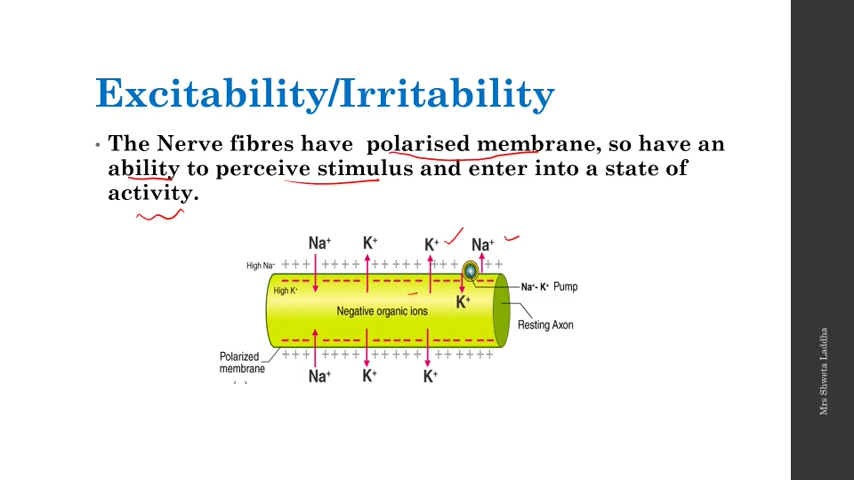 Excitability/Irritability
• The Nerve fibres have polarised membrane, so have an
ability to perceive stimulus and enter into a state of
activity.
Na⁺ K⁺ K⁺ Na⁺
High Na⁺ ++++ ++++ ++++ +++ ++
High K⁺
Na⁺- K⁺ Pump
K⁺
Negative organic ions
Resting Axon
Polarized
membrane
Na⁺ K⁺ K⁺
Mrs Shweta Laddha